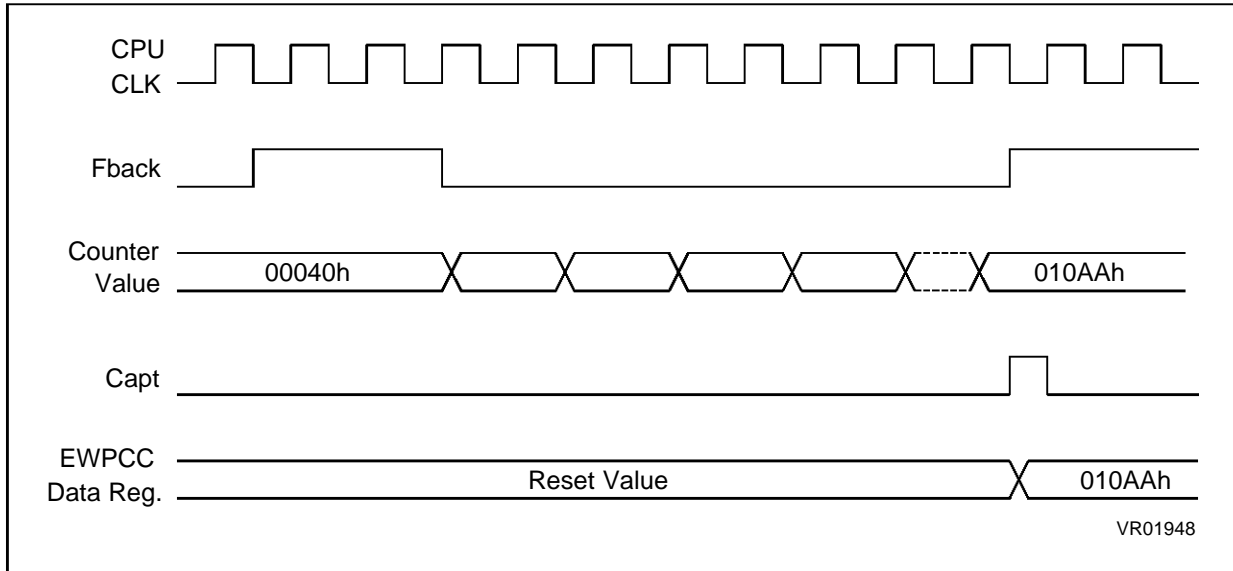 CPU
CLK
Fback
Counter
Value
00040h
010AAh
Capt
EWPCC
Data Reg.
Reset Value
010AAh
VR01948